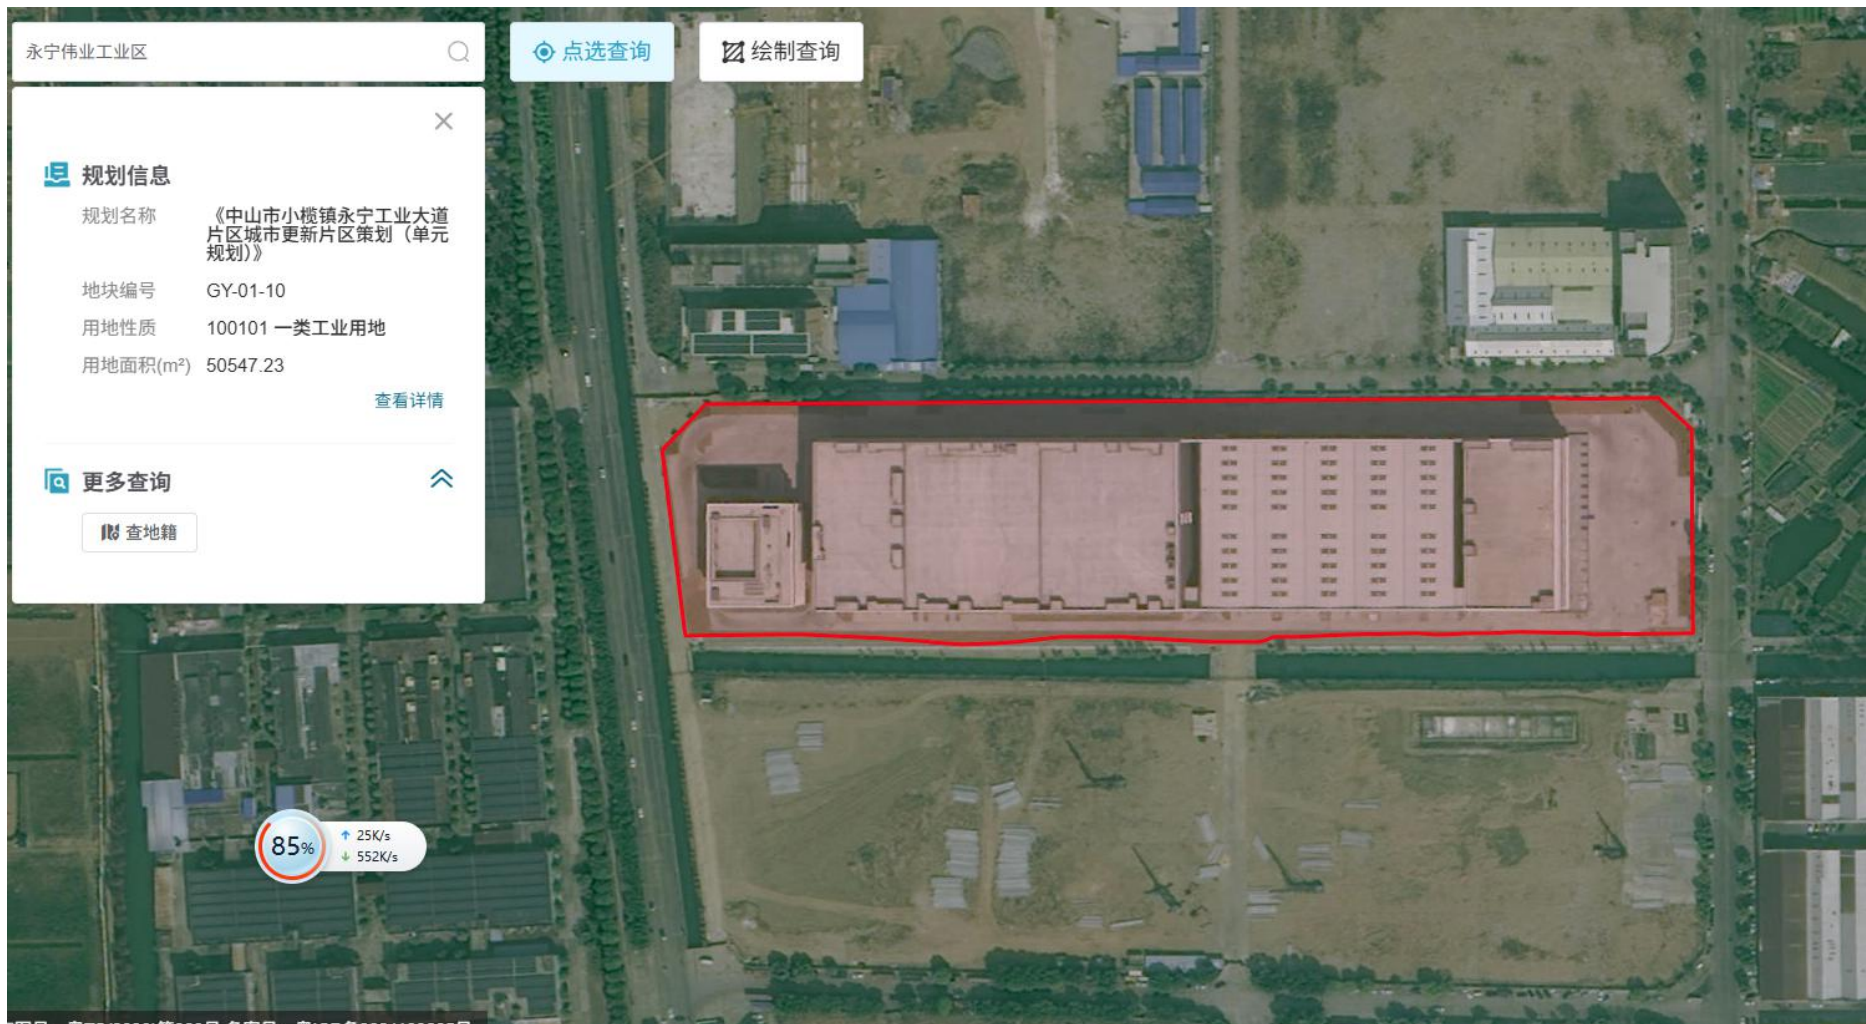 永宁伟业工业区
点选查询
绘制查询
规划信息
规划名称 《中山市小榄镇永宁工业大道
片区城市更新片区策划（单元
规划）》
地块编号 GY-01-10
用地性质 100101 一类工业用地
用地面积(m²) 50547.23
查看详情
更多查询
查地籍
85%
25K/s
552K/s